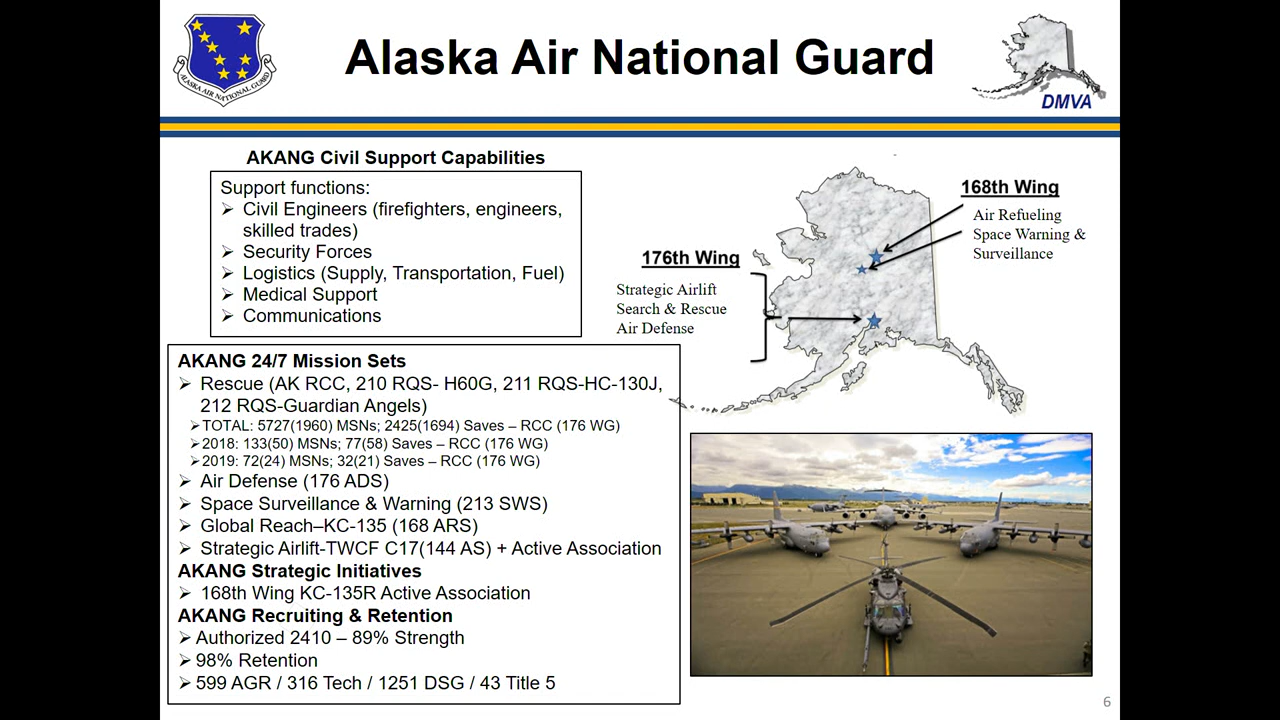 ALASKA AIR NATIONAL GUARD
Alaska Air National Guard
DMVA
AKANG Civil Support Capabilities
Support functions:
➢ Civil Engineers (firefighters, engineers,
skilled trades)
➢ Security Forces
➢ Logistics (Supply, Transportation, Fuel)
➢ Medical Support
➢ Communications
168th Wing
Air Refueling
Space Warning &
Surveillance
176th Wing
Strategic Airlift
Search & Rescue
Air Defense
AKANG 24/7 Mission Sets
➢ Rescue (AK RCC, 210 RQS- H60G, 211 RQS-HC-130J,
212 RQS-Guardian Angels)
➢TOTAL: 5727(1960) MSNs; 2425(1694) Saves – RCC (176 WG)
➢2018: 133(50) MSNs; 77(58) Saves – RCC (176 WG)
➢2019: 72(24) MSNs; 32(21) Saves – RCC (176 WG)
➢ Air Defense (176 ADS)
➢ Space Surveillance & Warning (213 SWS)
➢ Global Reach–KC-135 (168 ARS)
➢ Strategic Airlift-TWCF C17(144 AS) + Active Association
AKANG Strategic Initiatives
➢ 168th Wing KC-135R Active Association
AKANG Recruiting & Retention
➢Authorized 2410 – 89% Strength
➢98% Retention
➢599 AGR / 316 Tech / 1251 DSG / 43 Title 5
6